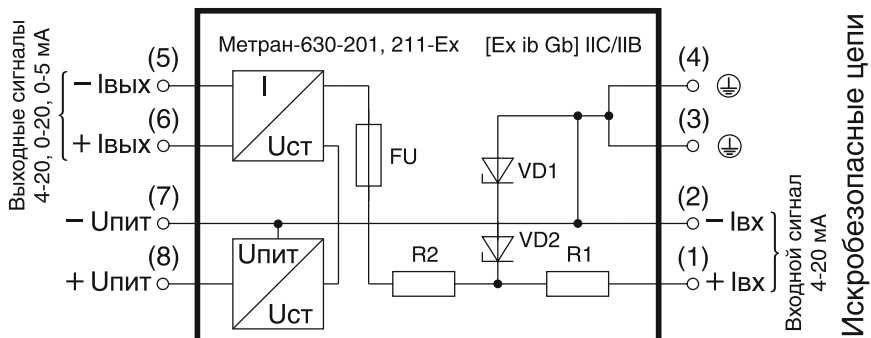 Метран-630-201, 211-Ex [Ex ib Gb] IIC/IIB
Выходные сигналы
4-20, 0-20, 0-5 мА
(5)
− Iвых
(6)
+ Iвых
(7)
− Uпит
(8)
+ Uпит
I
Uст
Uпит
Uст
FU
VD1
VD2
R2
R1
(4)
(3)
(2)
− Iвх
(1)
+ Iвх
Входной сигнал
4-20 мА
Искробезопасные цепи